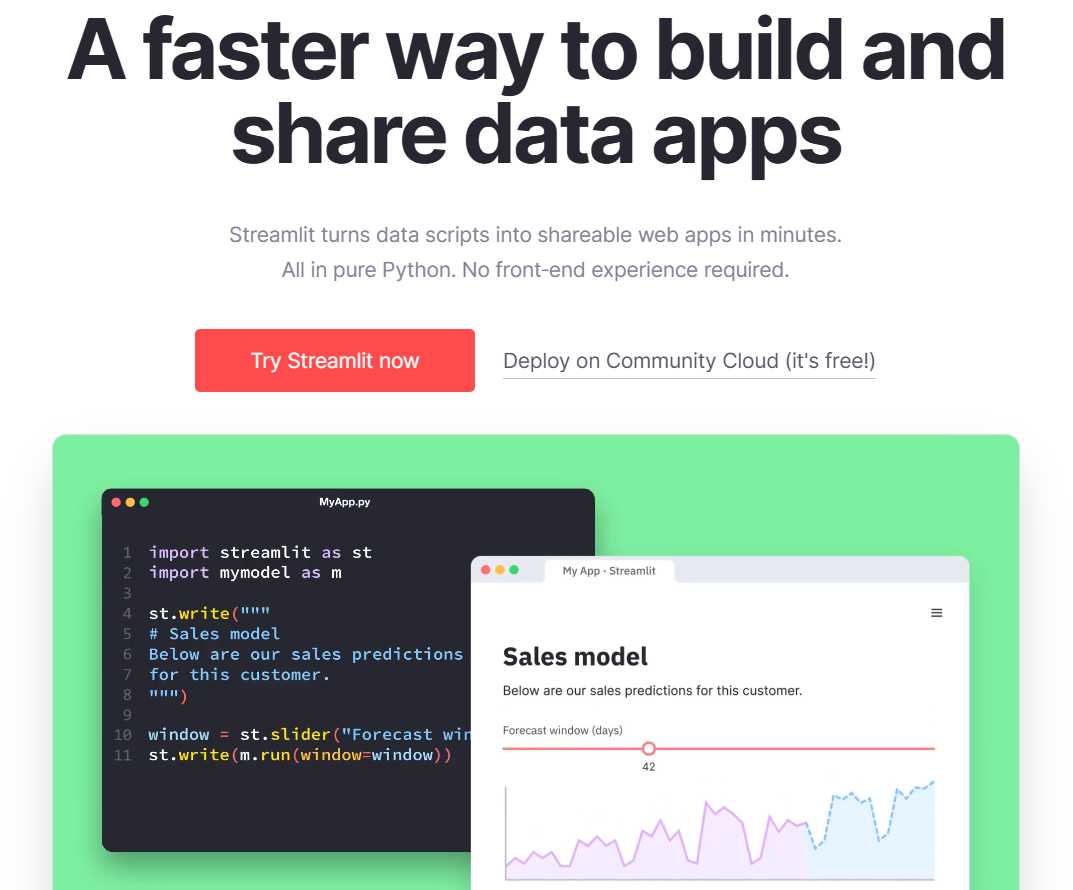 A faster way to build and
share data apps
Streamlit turns data scripts into shareable web apps in minutes.
All in pure Python. No front-end experience required.
Try Streamlit now
Deploy on Community Cloud (it's free!)
MyApp.py
1 import streamlit as st
2 import mymodel as m
3
4 st.write("""
5 # Sales model
6 Below are our sales predictions
7 for this customer.
8 """)
9
10 window = st.slider("Forecast win
11 st.write(m.run(window=window))
My App · Streamlit
Sales model
Below are our sales predictions for this customer.
Forecast window (days)
42